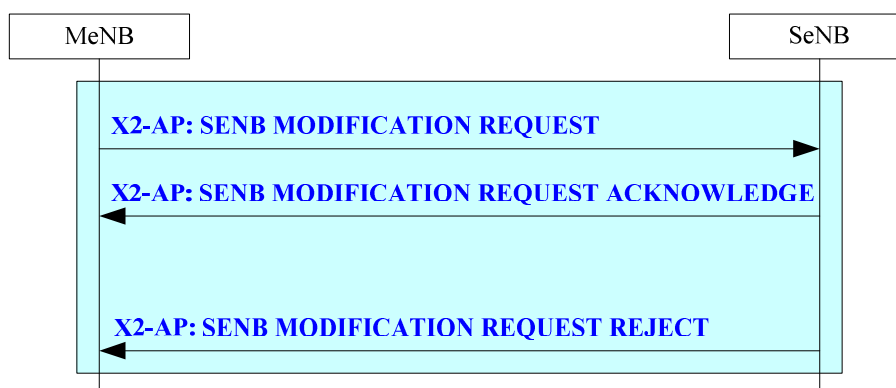 MeNB
SeNB
X2-AP: SENB MODIFICATION REQUEST
X2-AP: SENB MODIFICATION REQUEST ACKNOWLEDGE
X2-AP: SENB MODIFICATION REQUEST REJECT